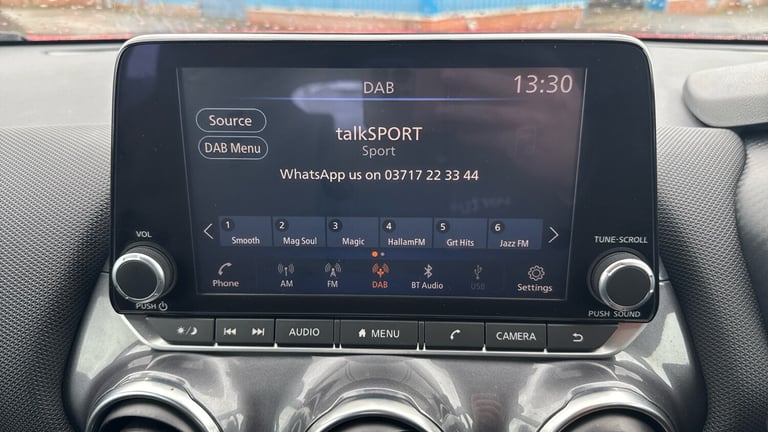 DAB
13:30
Source
talkSPORT
DAB Menu
Sport
WhatsApp us on 03717 22 33 44
1 2 3 4 5 6
Smooth Mag Soul Magic HallamFM Grt Hits Jazz FM
VOL
TUNE·SCROLL
Phone AM FM DAB BT Audio USB Settings
PUSH
PUSH SOUND
AUDIO MENU CAMERA